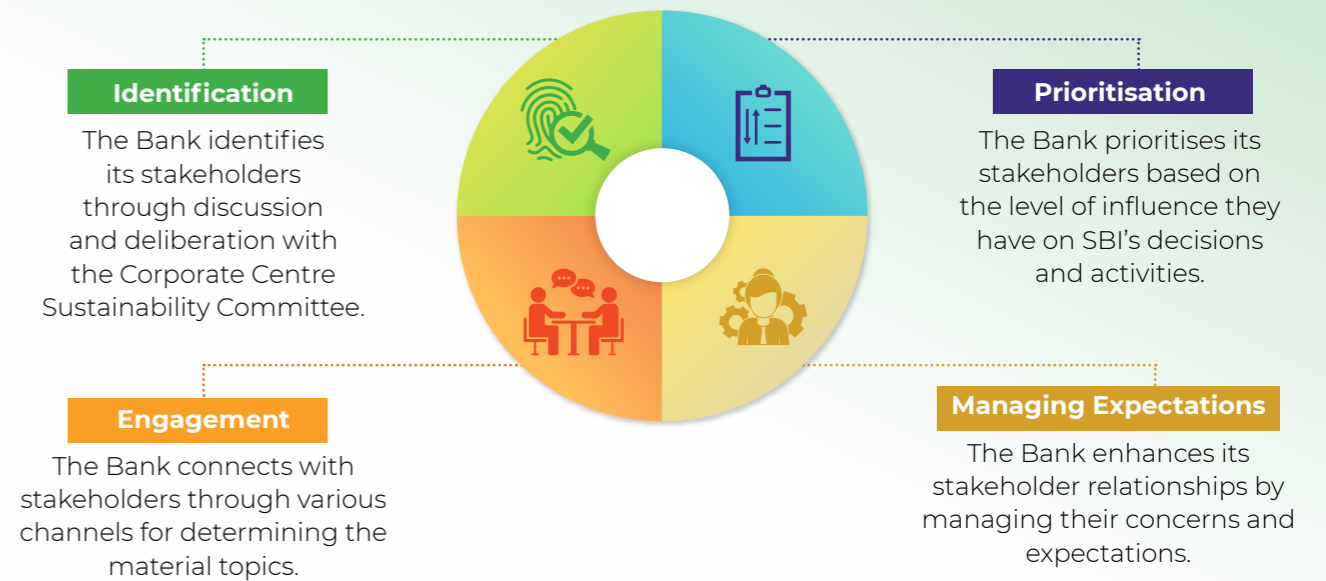 Identification
The Bank identifies
its stakeholders
through discussion
and deliberation with
the Corporate Centre
Sustainability Committee.
Prioritisation
The Bank prioritises its
stakeholders based on
the level of influence they
have on SBI's decisions
and activities.
Engagement
The Bank connects with
stakeholders through various
channels for determining the
material topics.
Managing Expectations
The Bank enhances its
stakeholder relationships by
managing their concerns and
expectations.